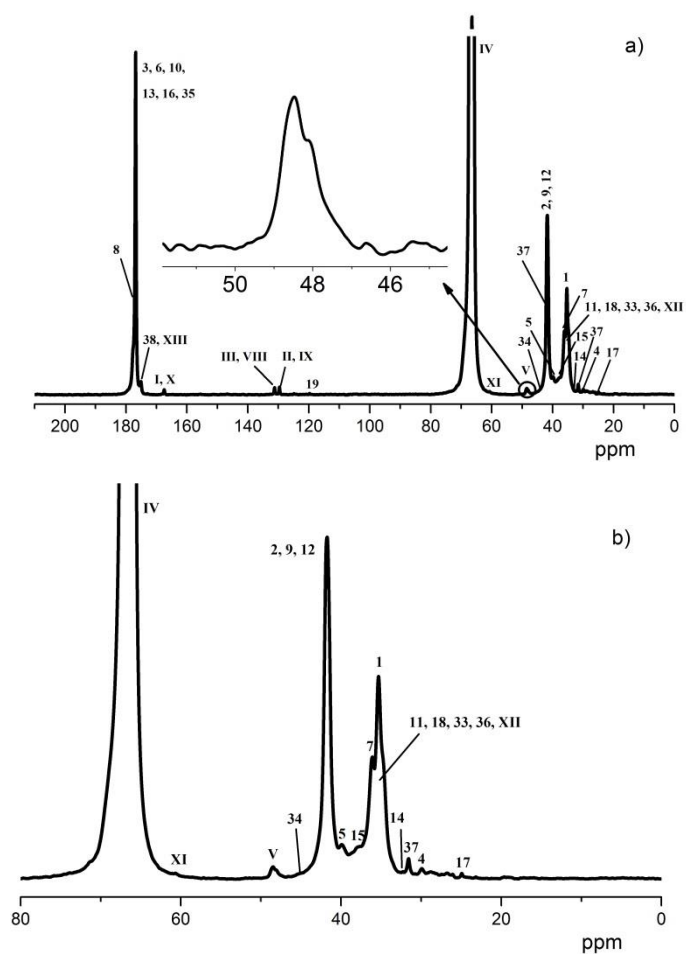 a)
IV
3, 6, 10,
13, 16, 35
2, 9, 12
37
1
8
7
11, 18, 33, 36, XII
5
15
37
34
38, XIII
50 48 46
14
4
17
I, X
III, VIII
II, IX
19
V
XI
200 180 160 140 120 100 80 60 40 20 0
ppm
b)
IV
2, 9, 12
1
11, 18, 33, 36, XII
7
34
5
15
14
37
XI
V
4
17
80 60 40 20 0
ppm